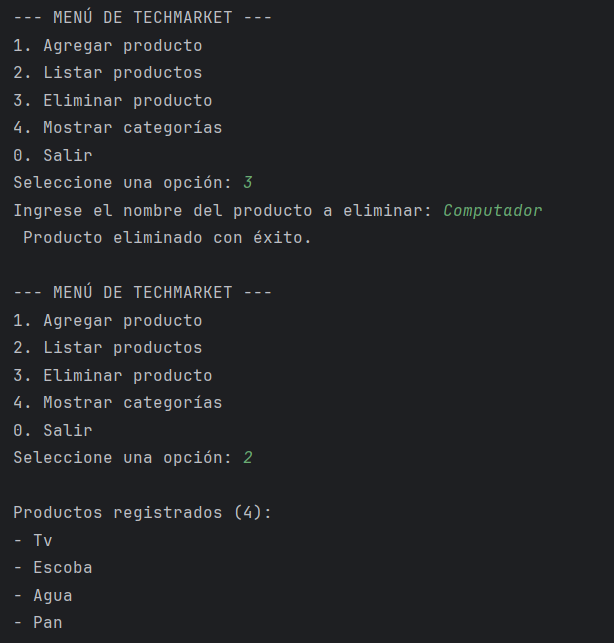 --- MENÚ DE TECHMARKET ---
1. Agregar producto
2. Listar productos
3. Eliminar producto
4. Mostrar categorías
0. Salir
Seleccione una opción: 3
Ingrese el nombre del producto a eliminar: Computador
 Producto eliminado con éxito.

--- MENÚ DE TECHMARKET ---
1. Agregar producto
2. Listar productos
3. Eliminar producto
4. Mostrar categorías
0. Salir
Seleccione una opción: 2

Productos registrados (4):
- Tv
- Escoba
- Agua
- Pan